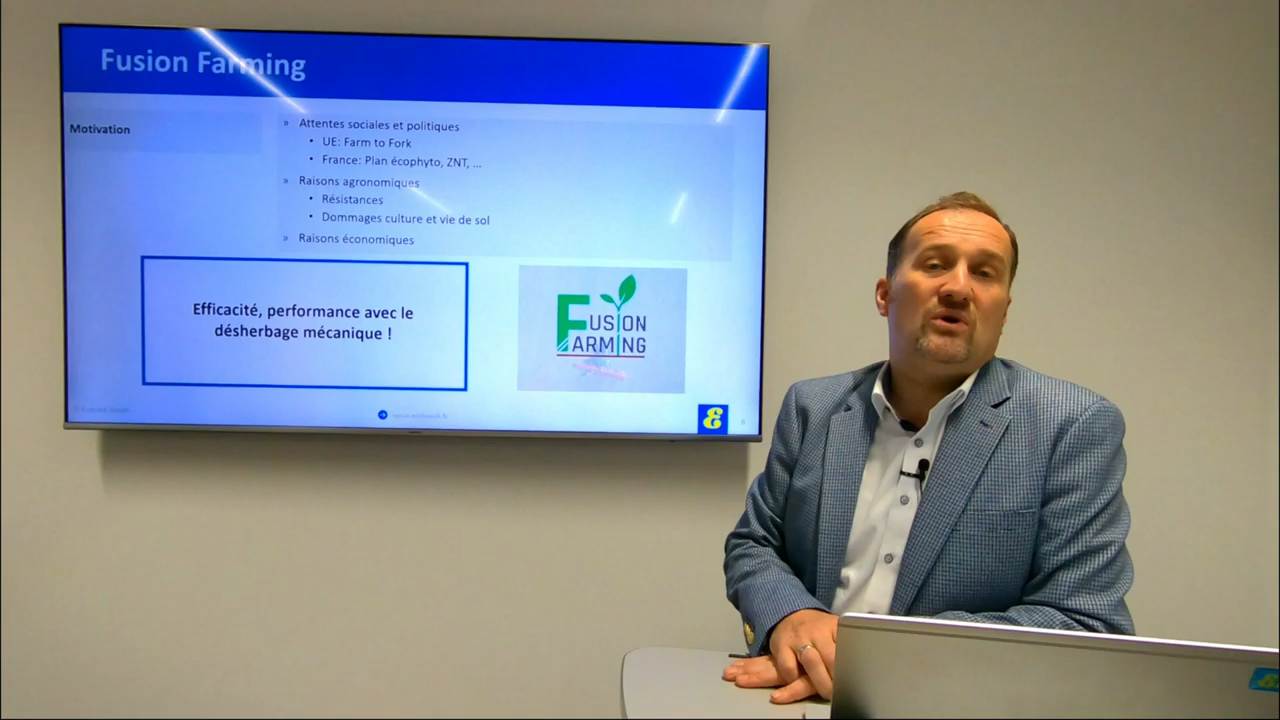 Fusion Farming
Motivation
» Attentes sociales et politiques
• UE: Farm to Fork
• France: Plan écophyto, ZNT, ...
» Raisons agronomiques
• Résistances
• Dommages culture et vie de sol
» Raisons économiques
Efficacité, performance avec le
désherbage mécanique !
FUSION
FARMING